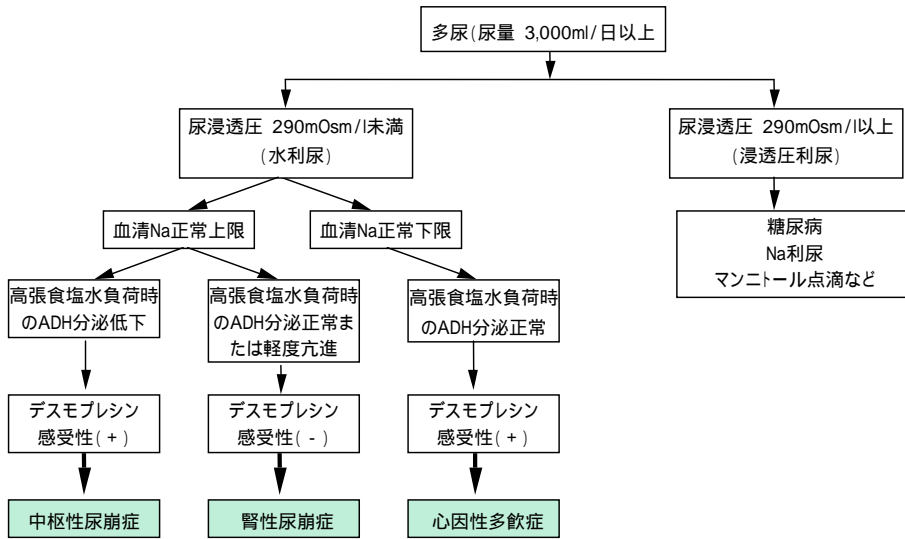 多尿(尿量 3,000ml/日以上
尿浸透圧 290mOsm/l未満
(水利尿)
尿浸透圧 290mOsm/l以上
(浸透圧利尿)
血清Na正常上限
血清Na正常下限
糖尿病
Na利尿
マンニトール点滴など
高張食塩水負荷時
のADH分泌低下
高張食塩水負荷時
のADH分泌正常ま
たは軽度亢進
高張食塩水負荷時
のADH分泌正常
デスモプレシン
感受性(+)
デスモプレシン
感受性(-)
デスモプレシン
感受性(+)
中枢性尿崩症
腎性尿崩症
心因性多飲症